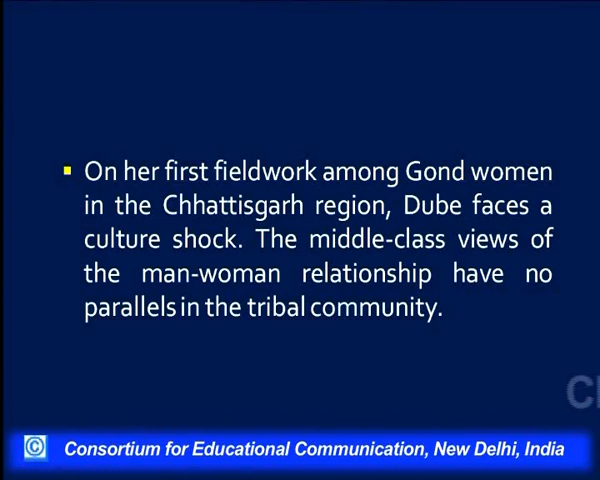 On her first fieldwork among Gond women
in the Chhattisgarh region, Dube faces a
culture shock. The middle-class views of
the man-woman relationship have no
parallels in the tribal community.
C
© Consortium for Educational Communication, New Delhi, India